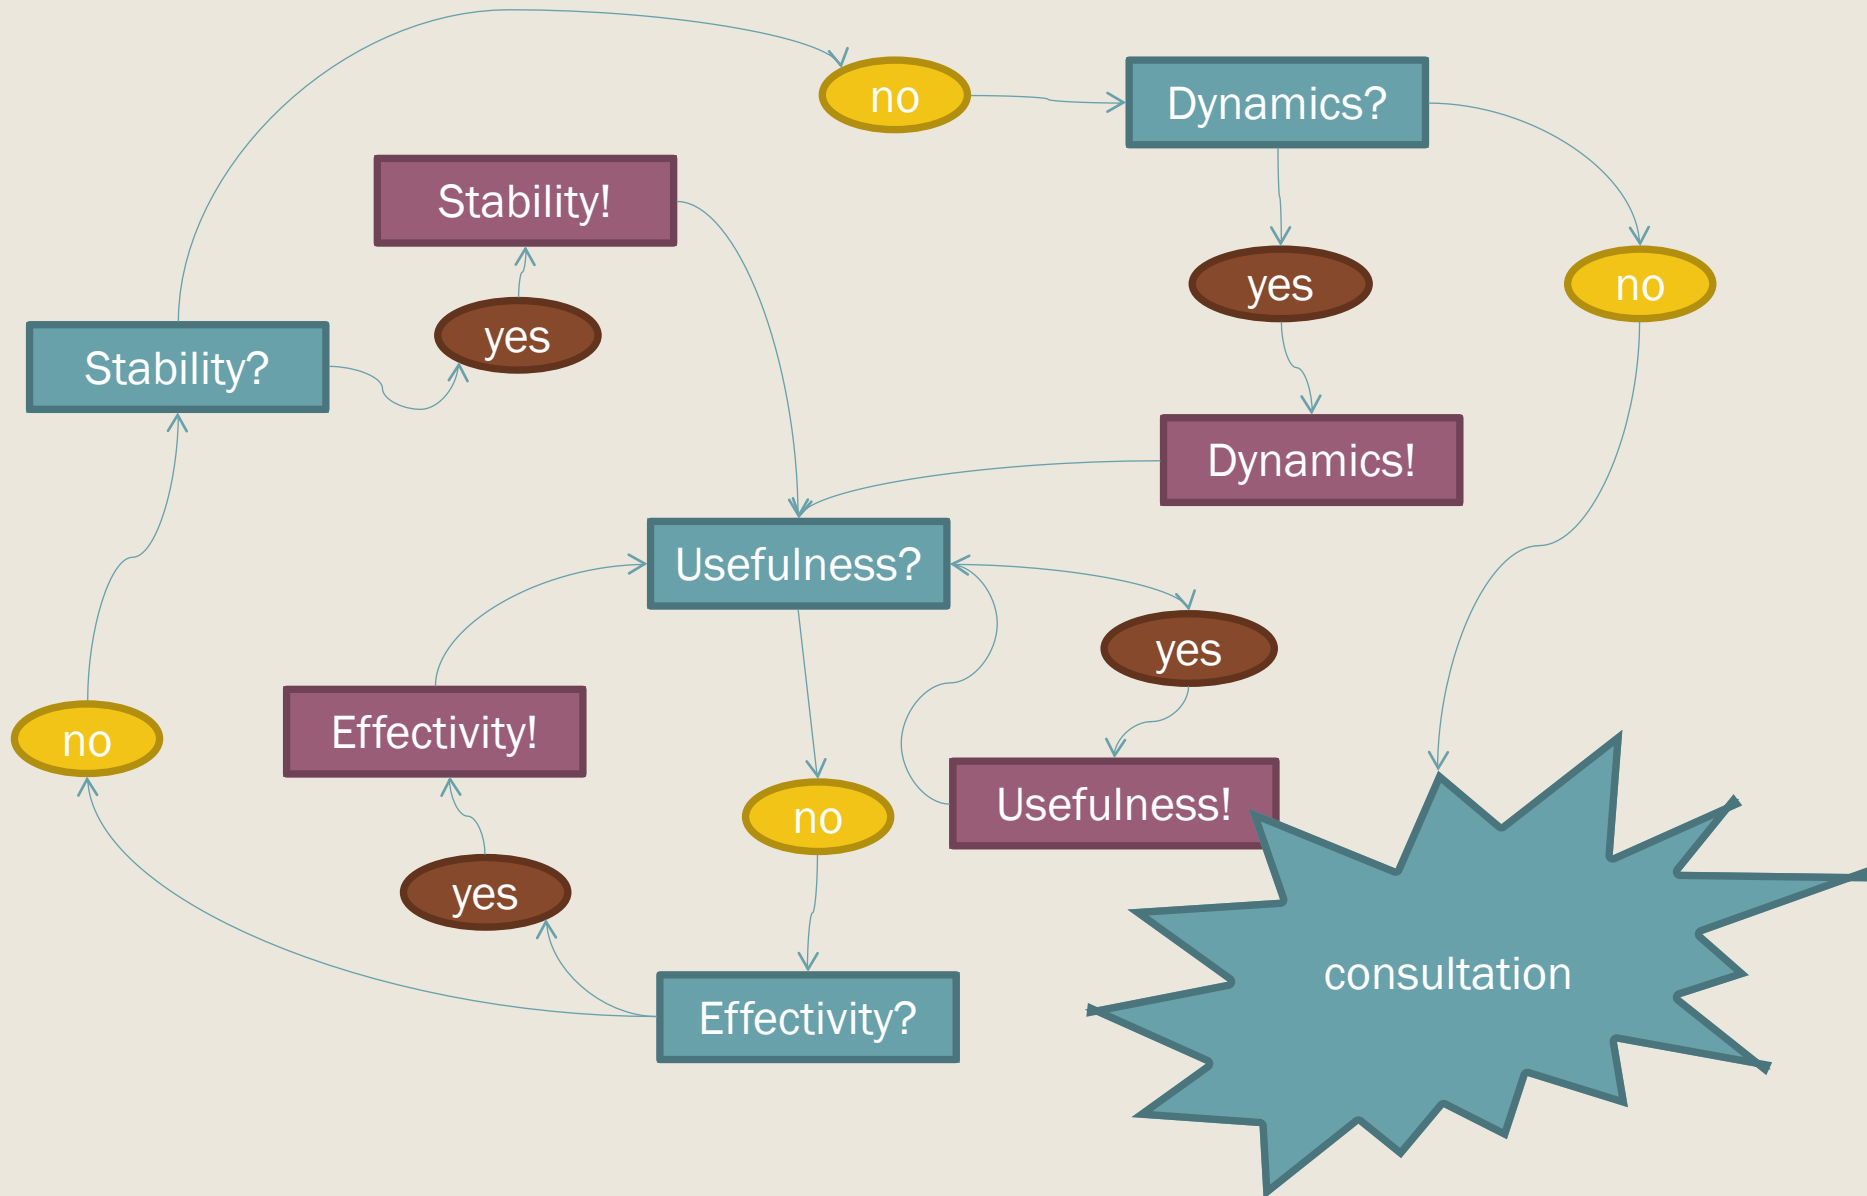 no
Dynamics?
Stability!
yes
no
yes
Stability?
Dynamics!
Usefulness?
yes
Effectivity!
no
Usefulness!
no
yes
consultation
Effectivity?